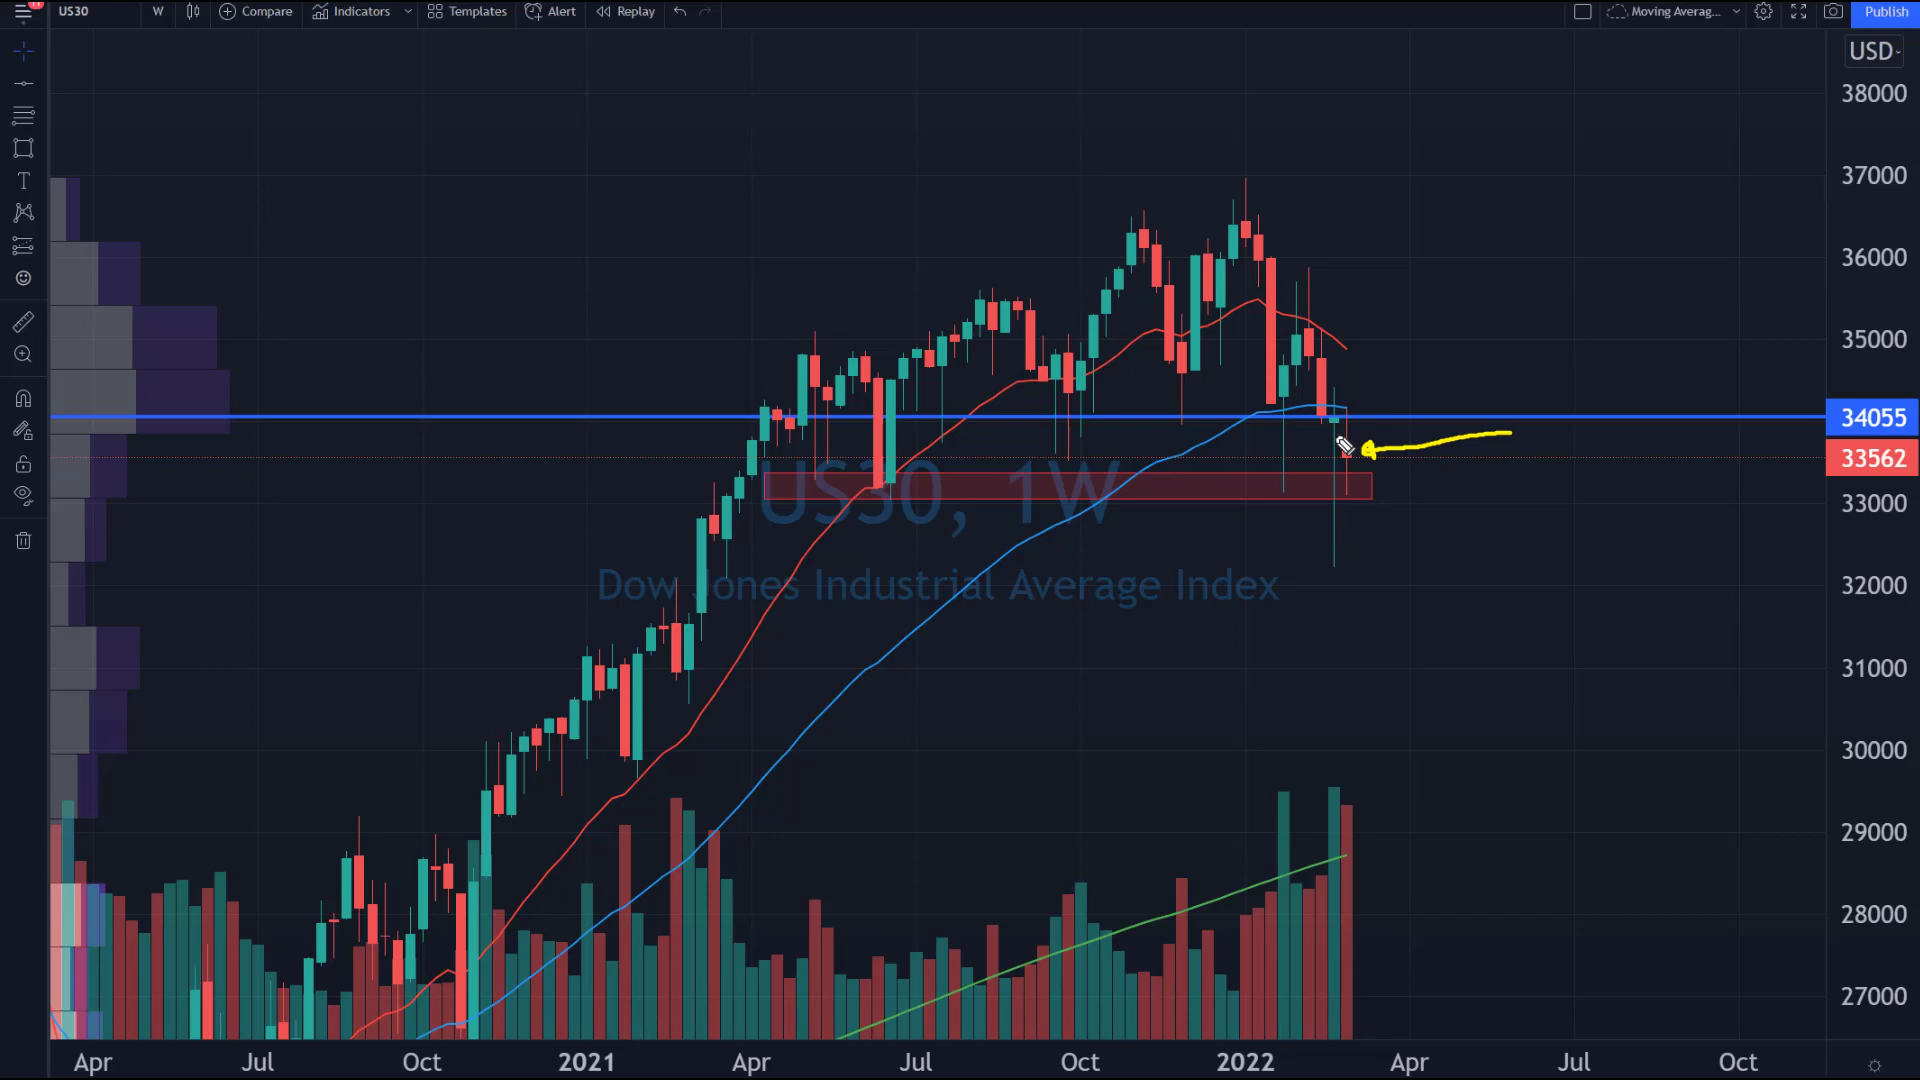 11
US30 W Compare Indicators Templates Alert Replay Moving Averag... Publish
USD
38000
37000
36000
35000
34055
33562
33000
32000
31000
30000
29000
28000
27000
US30, 1W
Dow Jones Industrial Average Index
Apr Jul Oct 2021 Apr Jul Oct 2022 Apr Jul Oct